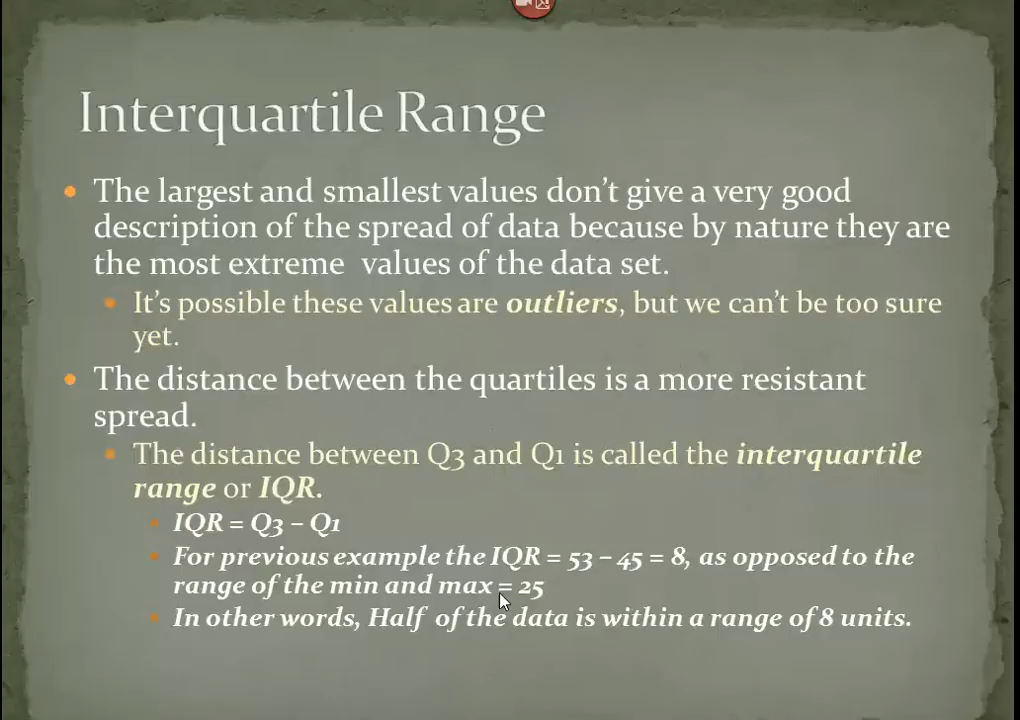 Interquartile Range
The largest and smallest values don't give a very good
description of the spread of data because by nature they are
the most extreme values of the data set.
It's possible these values are outliers, but we can't be too sure
yet.
The distance between the quartiles is a more resistant
spread.
The distance between Q3 and Q1 is called the interquartile
range or IQR.
IQR = Q3 – Q1
For previous example the IQR = 53 – 45 = 8, as opposed to the
range of the min and max = 25
In other words, Half of the data is within a range of 8 units.